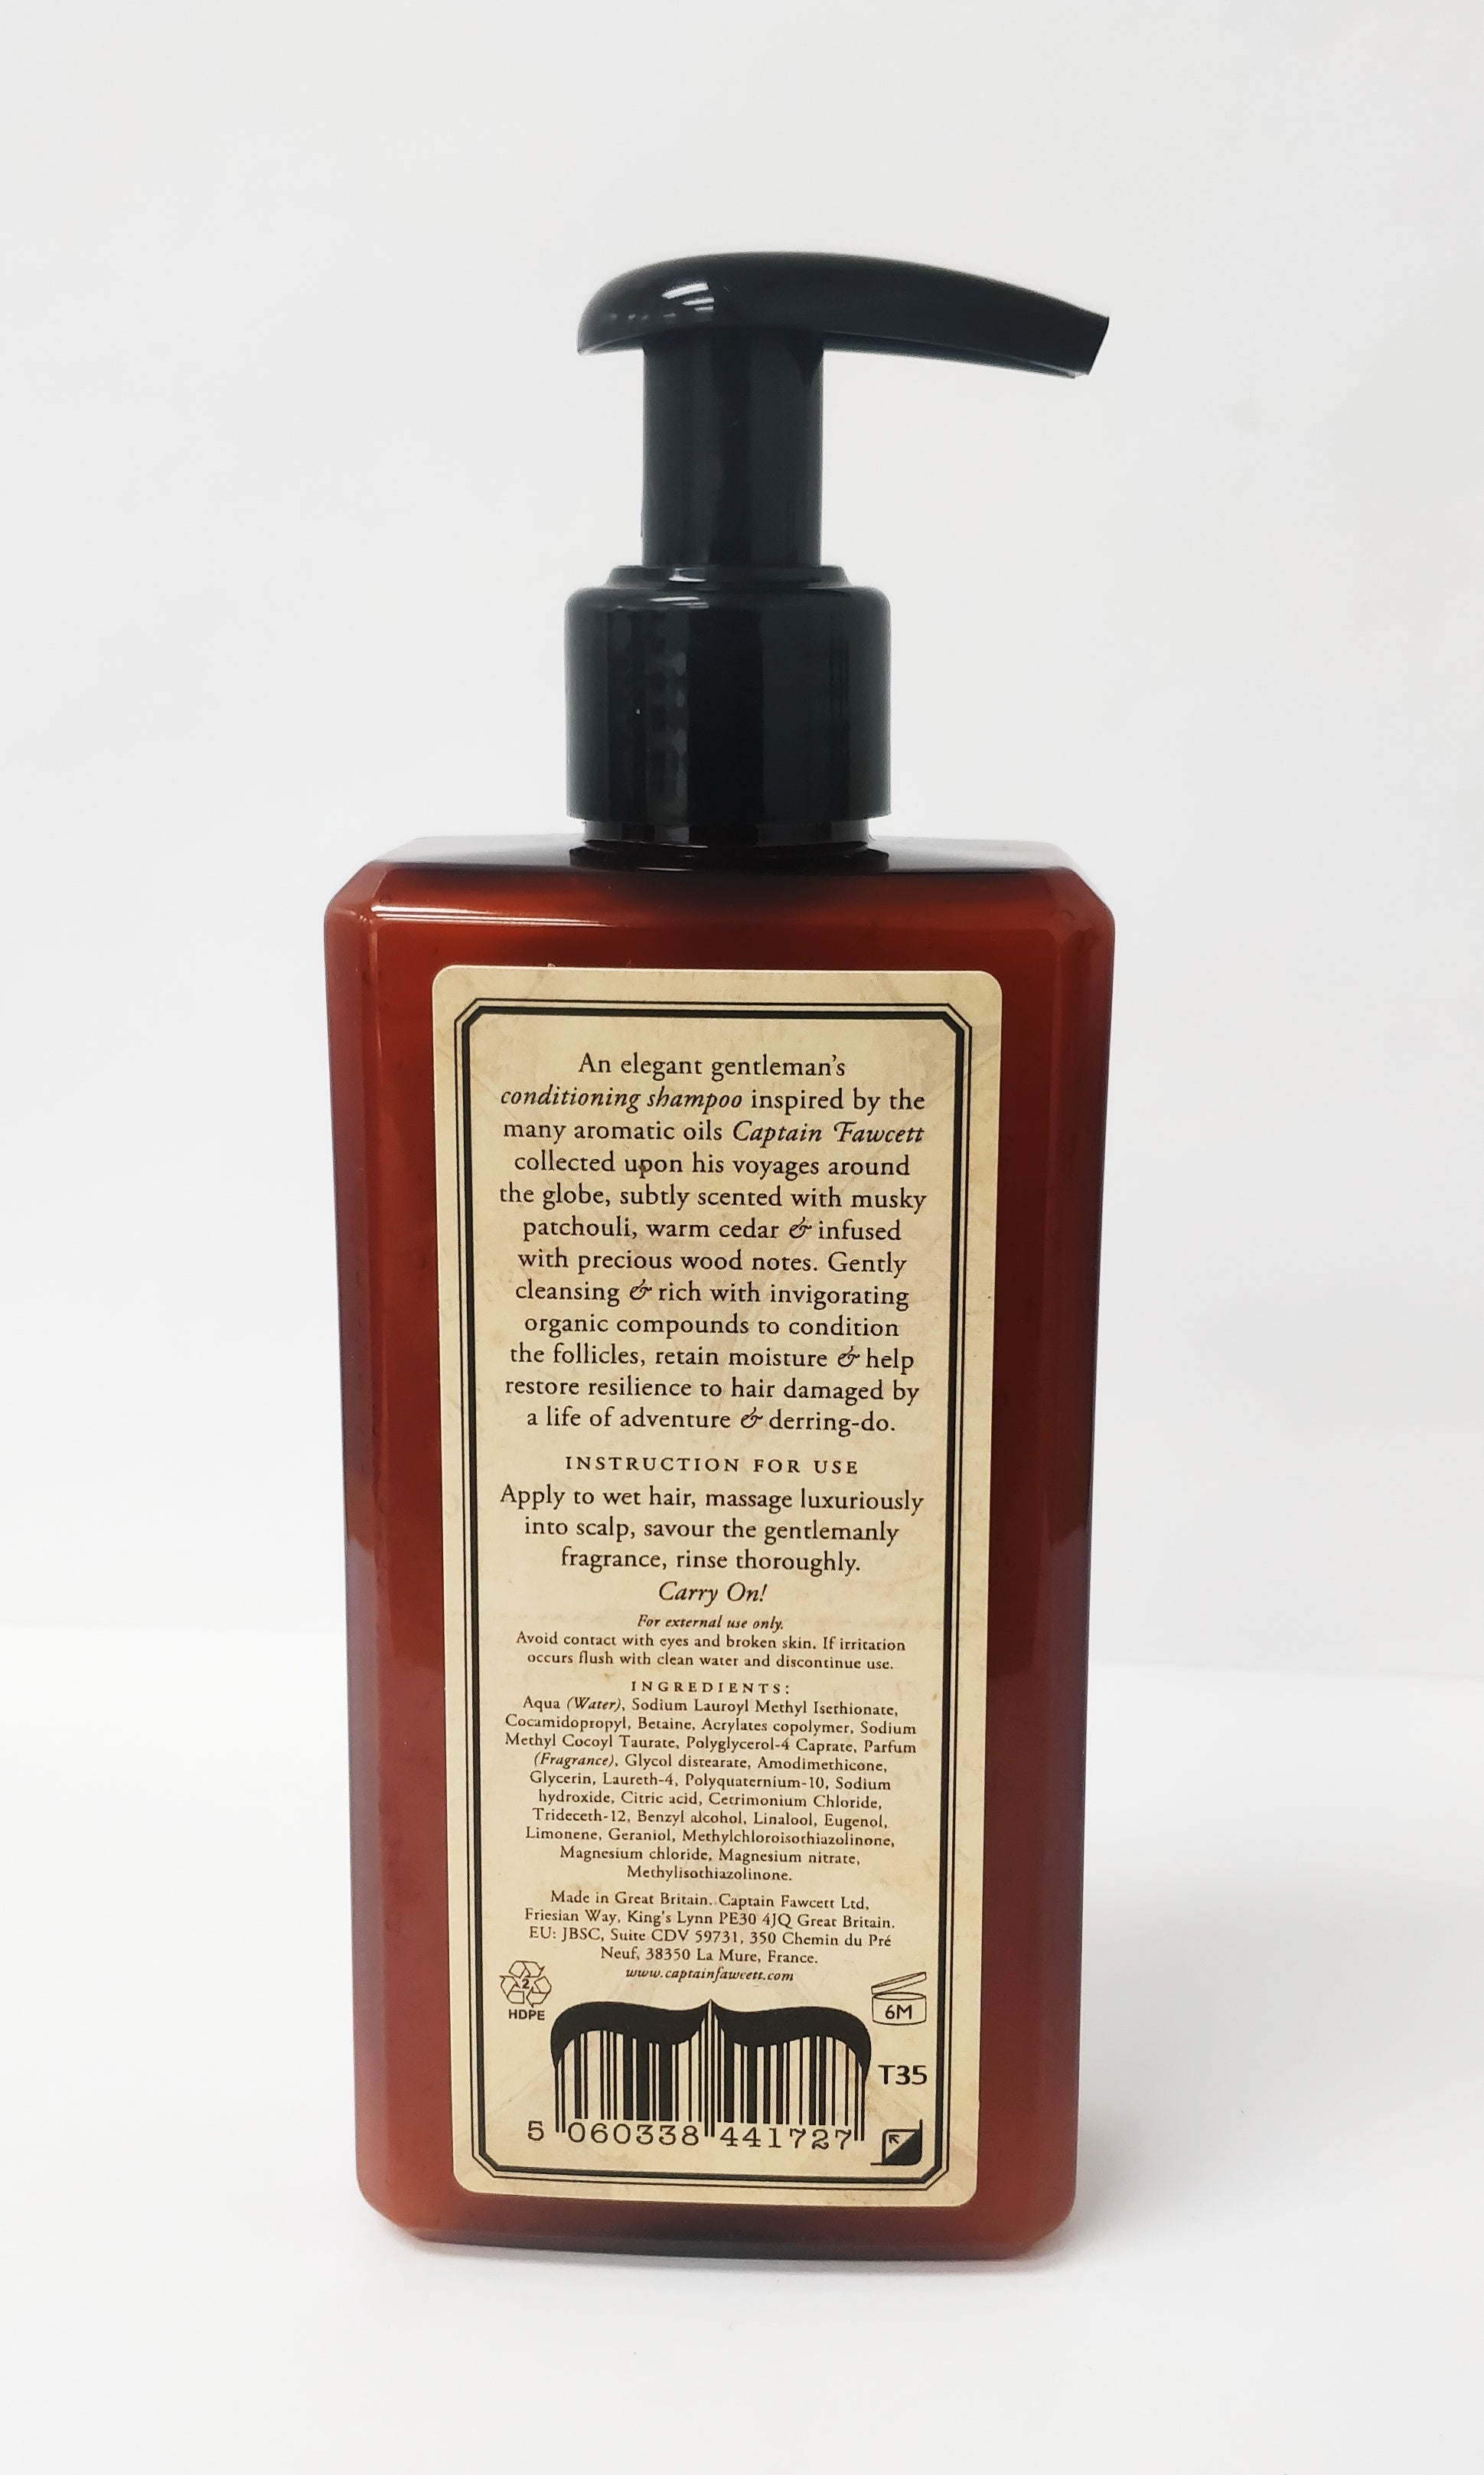 An elegant gentleman's
conditioning shampoo inspired by the
many aromatic oils Captain Fawcett
collected upon his voyages around
the globe, subtly scented with musky
patchouli, warm cedar & infused
with precious wood notes. Gently
cleansing & rich with invigorating
organic compounds to condition
the follicles, retain moisture & help
restore resilience to hair damaged by
a life of adventure & derring-do.
INSTRUCTION FOR USE
Apply to wet hair, massage luxuriously
into scalp, savour the gentlemanly
fragrance, rinse thoroughly.
Carry On!
For external use only.
Avoid contact with eyes and broken skin. If irritation
occurs flush with clean water and discontinue use.
INGREDIENTS:
Aqua (Water), Sodium Lauroyl Methyl Isethionate,
Cocamidopropyl, Betaine, Acrylates copolymer, Sodium
Methyl Cocoyl Taurate, Polyglycerol-4 Caprate, Parfum
(Fragrance), Glycol distearate, Amodimethicone,
Glycerin, Laureth-4, Polyquaternium-10, Sodium
hydroxide, Citric acid, Cetrimonium Chloride,
Trideceth-12, Benzyl alcohol, Linalool, Eugenol,
Limonene, Geraniol, Methylchloroisothiazolinone,
Magnesium chloride, Magnesium nitrate,
Methylisothiazolinone.
Made in Great Britain. Captain Fawcett Ltd,
Friesian Way, King's Lynn PE30 4JQ Great Britain.
EU: JBSC, Suite CDV 59731, 350 Chemin du Pré
Neuf, 38350 La Mure, France.
www.captainfawcett.com
2
HDPE
6M
T35
5 060338 441727